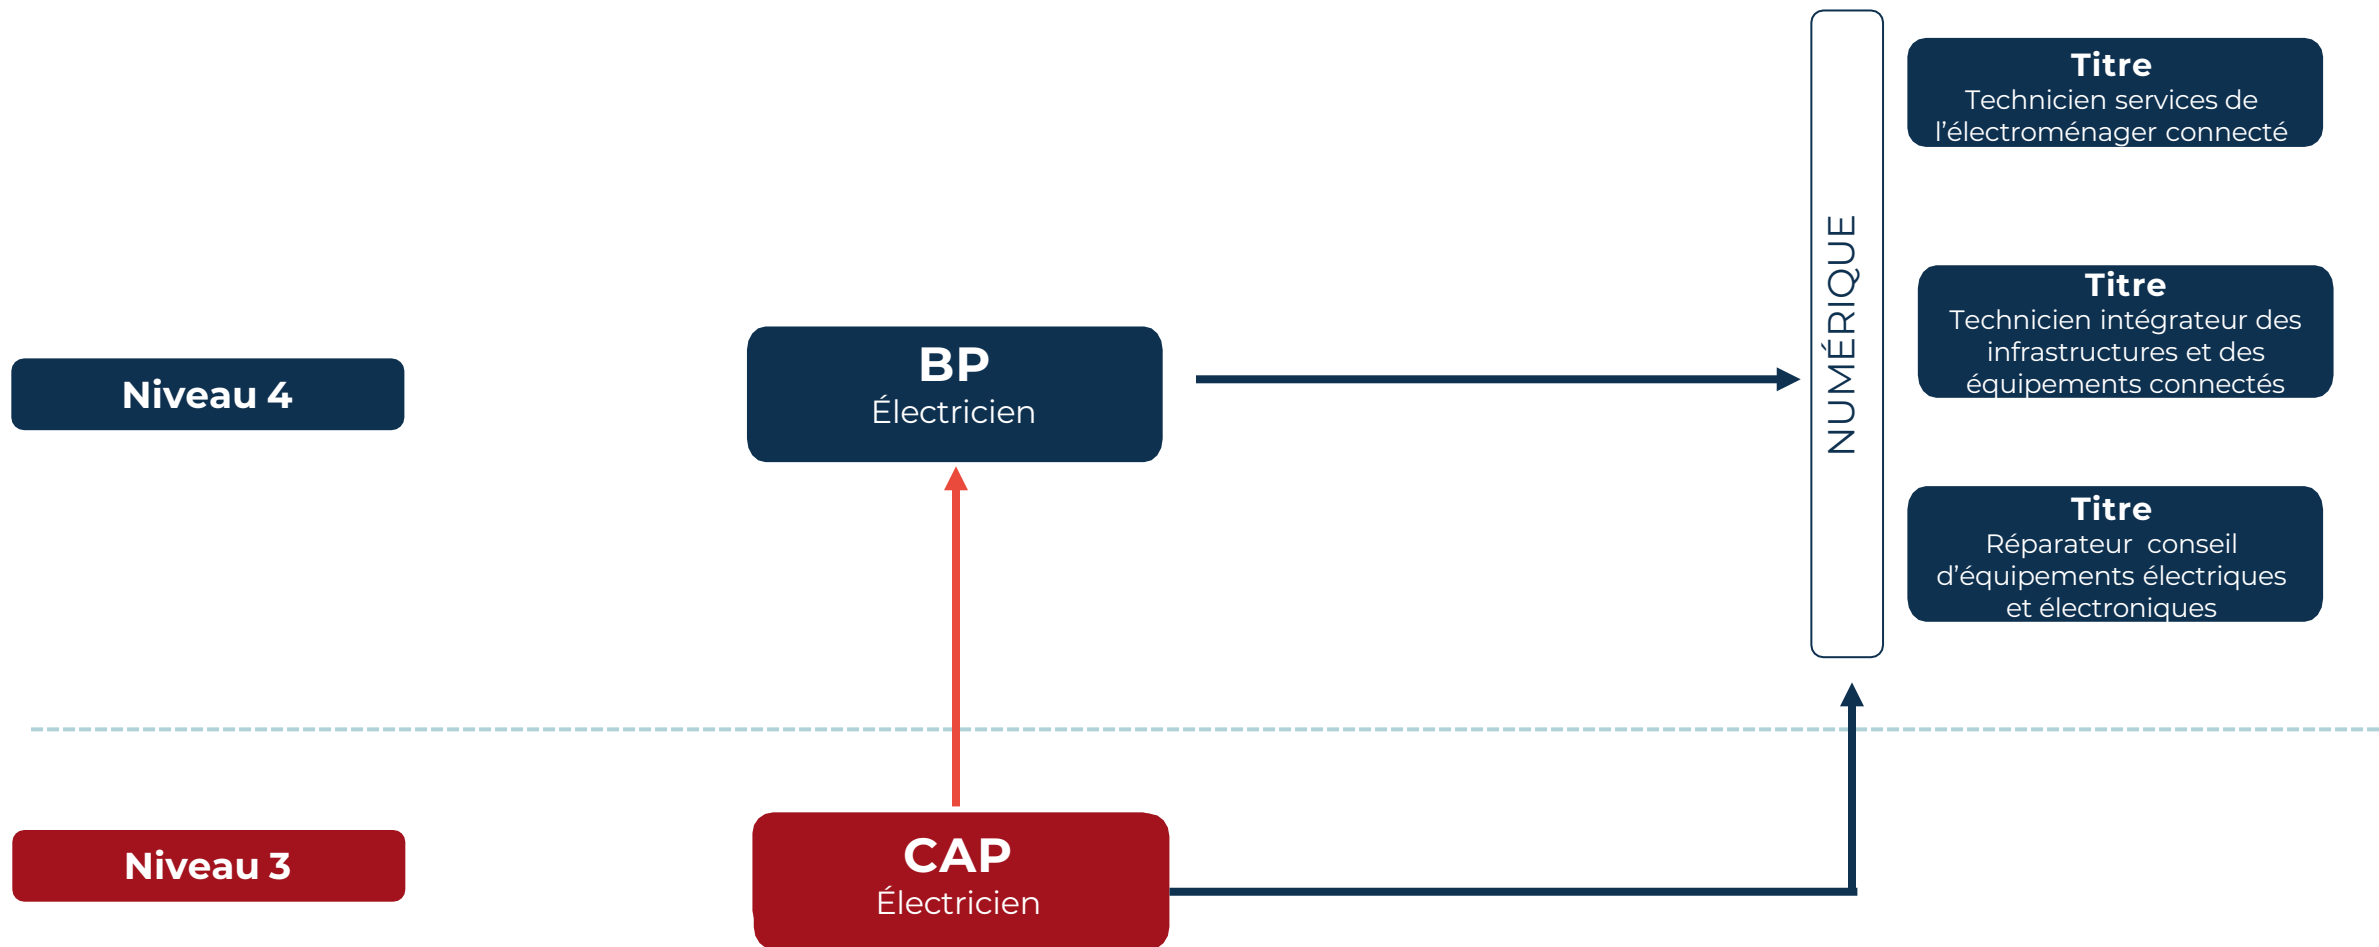 Titre
Technicien services de
l’électroménager connecté
NUMÉRIQUE
Titre
Technicien intégrateur des
infrastructures et des
équipements connectés
BP
Électricien
Niveau 4
Titre
Réparateur  conseil
d’équipements électriques
et électroniques
CAP
Électricien
Niveau 3